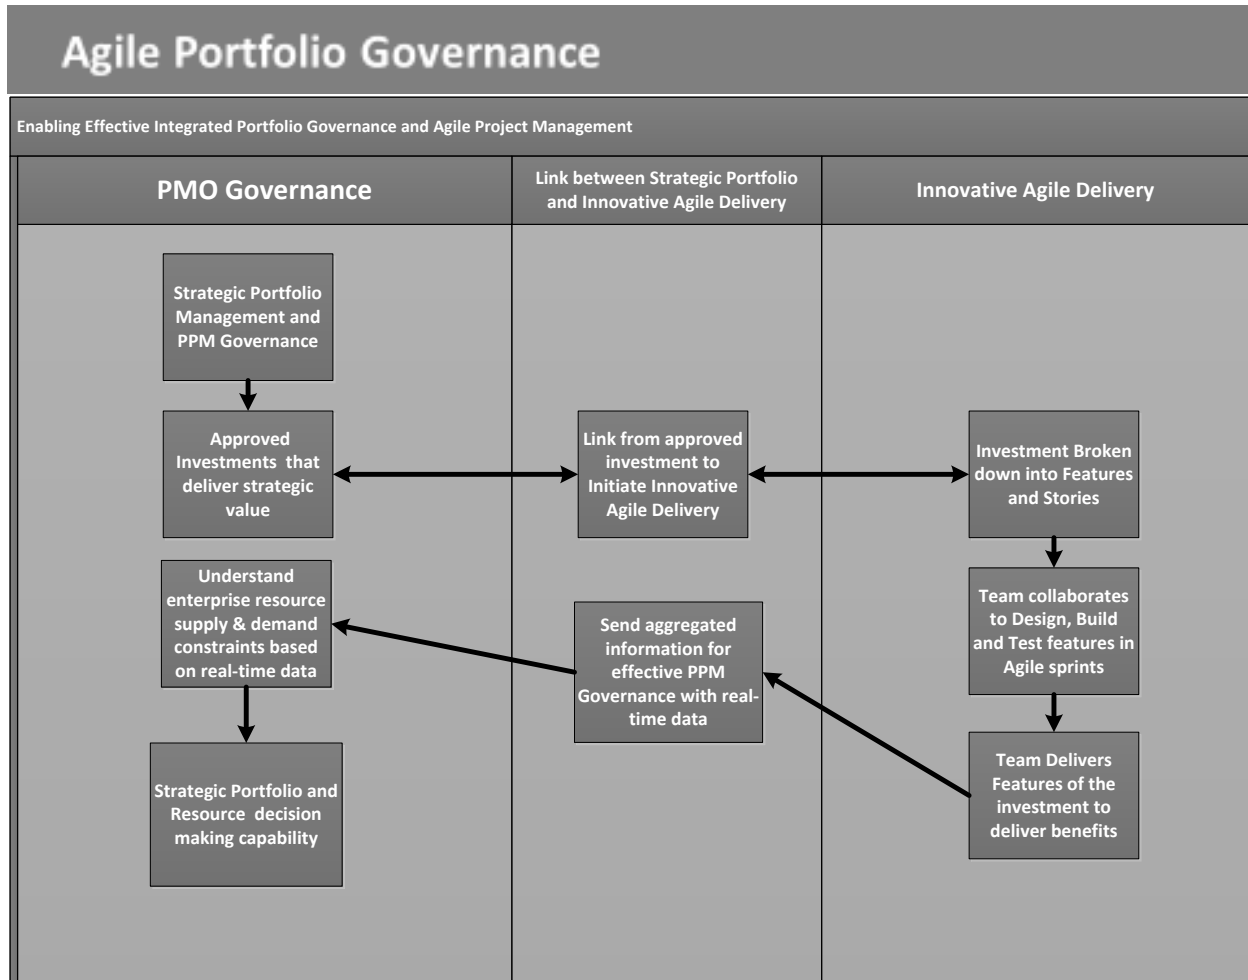 Agile Portfolio Governance
Enabling Effective Integrated Portfolio Governance and Agile Project Management
PMO Governance
Link between Strategic Portfolio
and Innovative Agile Delivery
Innovative Agile Delivery
Strategic Portfolio
Management and
PPM Governance
Approved
Investments that
deliver strategic
value
Link from approved
investment to
Initiate Innovative
Agile Delivery
Investment Broken
down into Features
and Stories
Understand
enterprise resource
supply & demand
constraints based
on real-time data
Send aggregated
information for
effective PPM
Governance with real-
time data
Team collaborates
to Design, Build
and Test features in
Agile sprints
Strategic Portfolio and
Resource decision
making capability
Team Delivers
Features of the
investment to
deliver benefits